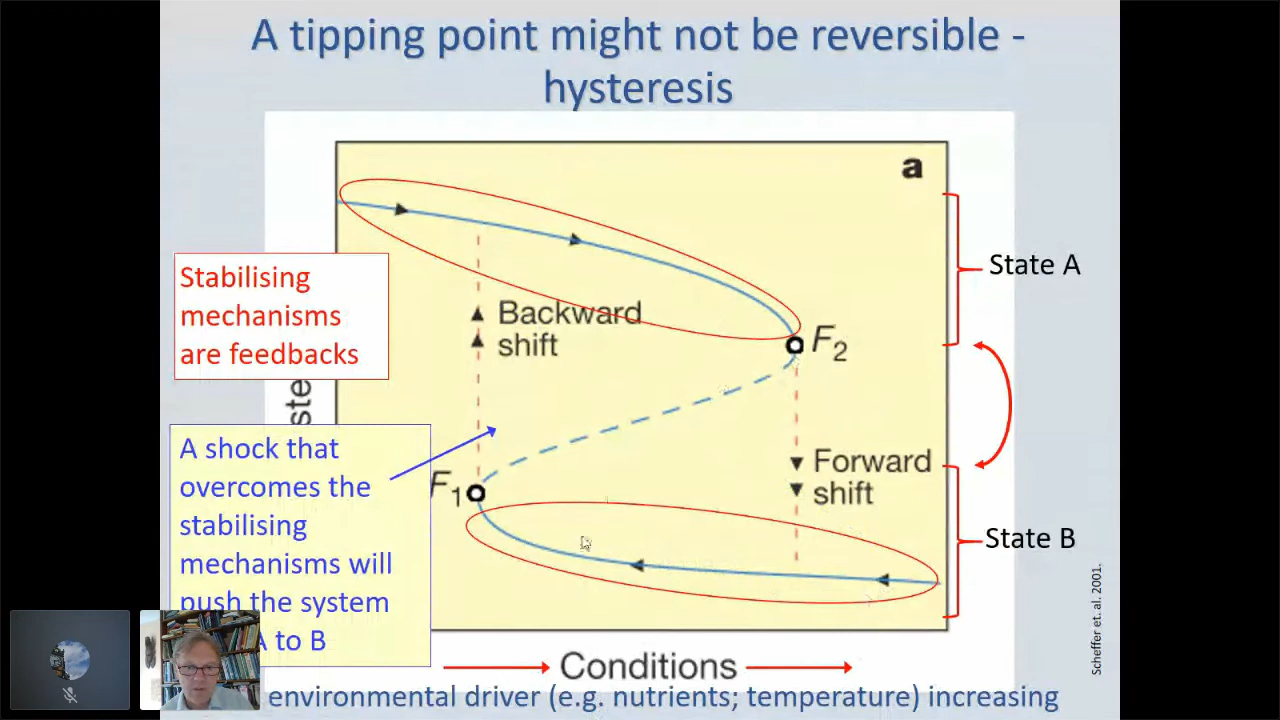 A tipping point might not be reversible -
hysteresis
a
State A
Stabilising
mechanisms
are feedbacks
Backward
shift
F2
A shock that
overcomes the
stabilising
mechanisms will
push the system
A to B
F1
Forward
shift
State B
Scheffer et. al. 2001.
Conditions
environmental driver (e.g. nutrients; temperature) increasing